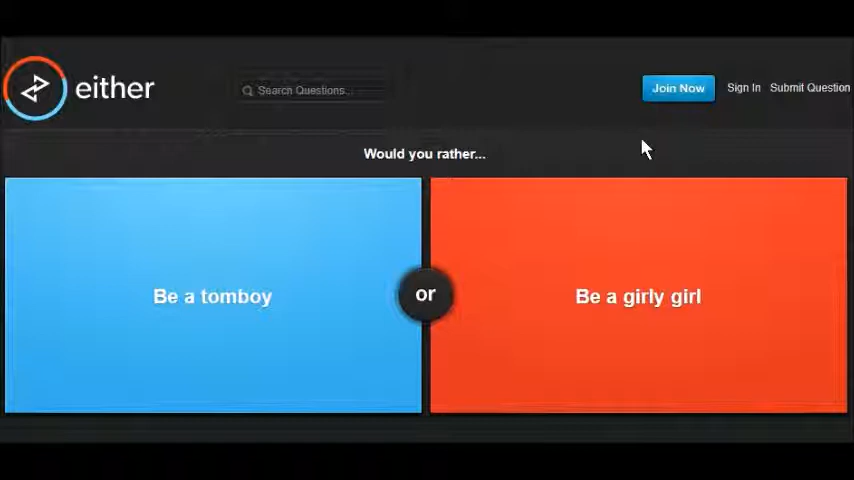 either
Search Questions...
Join Now
Sign In
Submit Question
Would you rather...
Be a tomboy
or
Be a girly girl